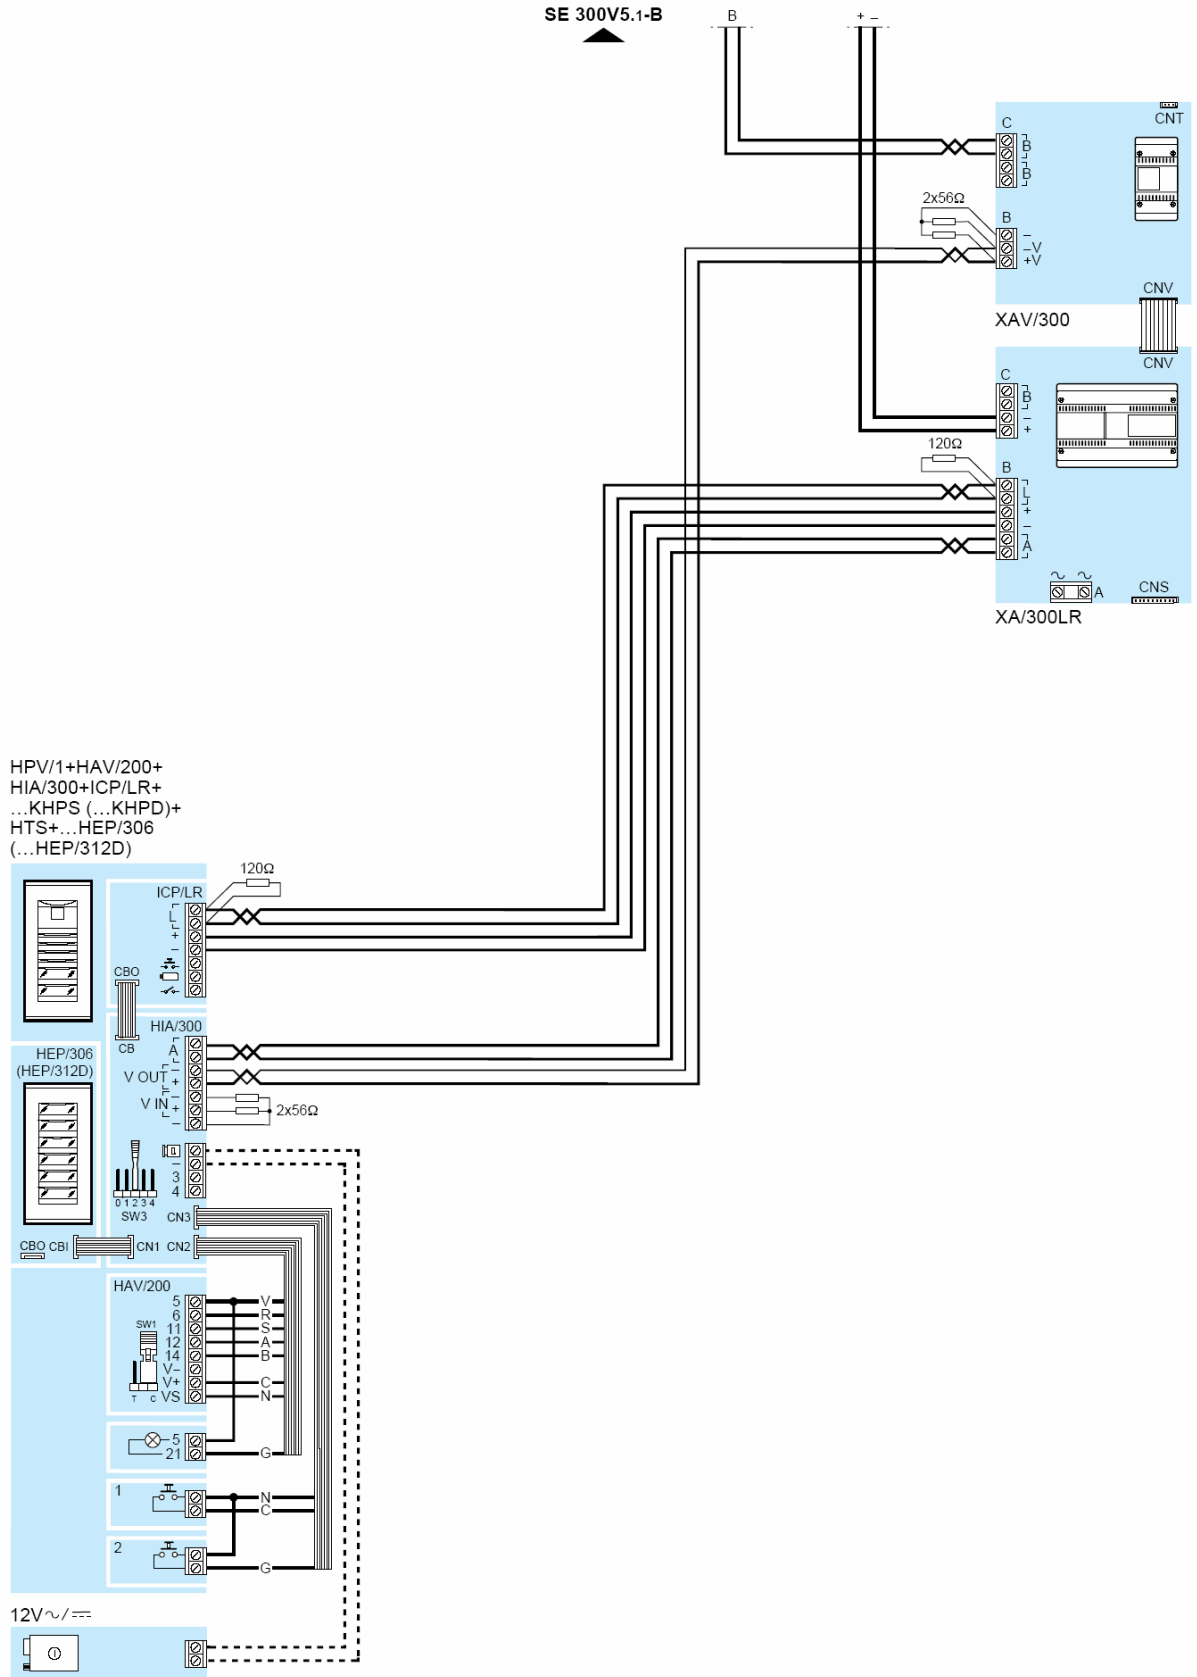 SE 300V5.1-B
B
+ –
CNT
C
B
B
2x56Ω
B
–
–V
+V
CNV
XAV/300
CNV
C
B
–
+
120Ω
B
L
+
–
A
A
CNS
XA/300LR
HPV/1+HAV/200+
HIA/300+ICP/LR+
...KHPS (...KHPD)+
HTS+...HEP/306
(...HEP/312D)
120Ω
ICP/LR
L
+
–
CBO
CB
HIA/300
A
HEP/306
(HEP/312D)
V OUT
–
+
V IN
–
+
–
2x56Ω
–
3
4
0 1 2 3 4
SW3
CN3
CBO CBI CN1 CN2
HAV/200
5 V
6 R
SW1
11 S
12 A
14 B
V–
V+ C
T C VS N
5
21 G
1 N
C
2
G
12V~/⎓